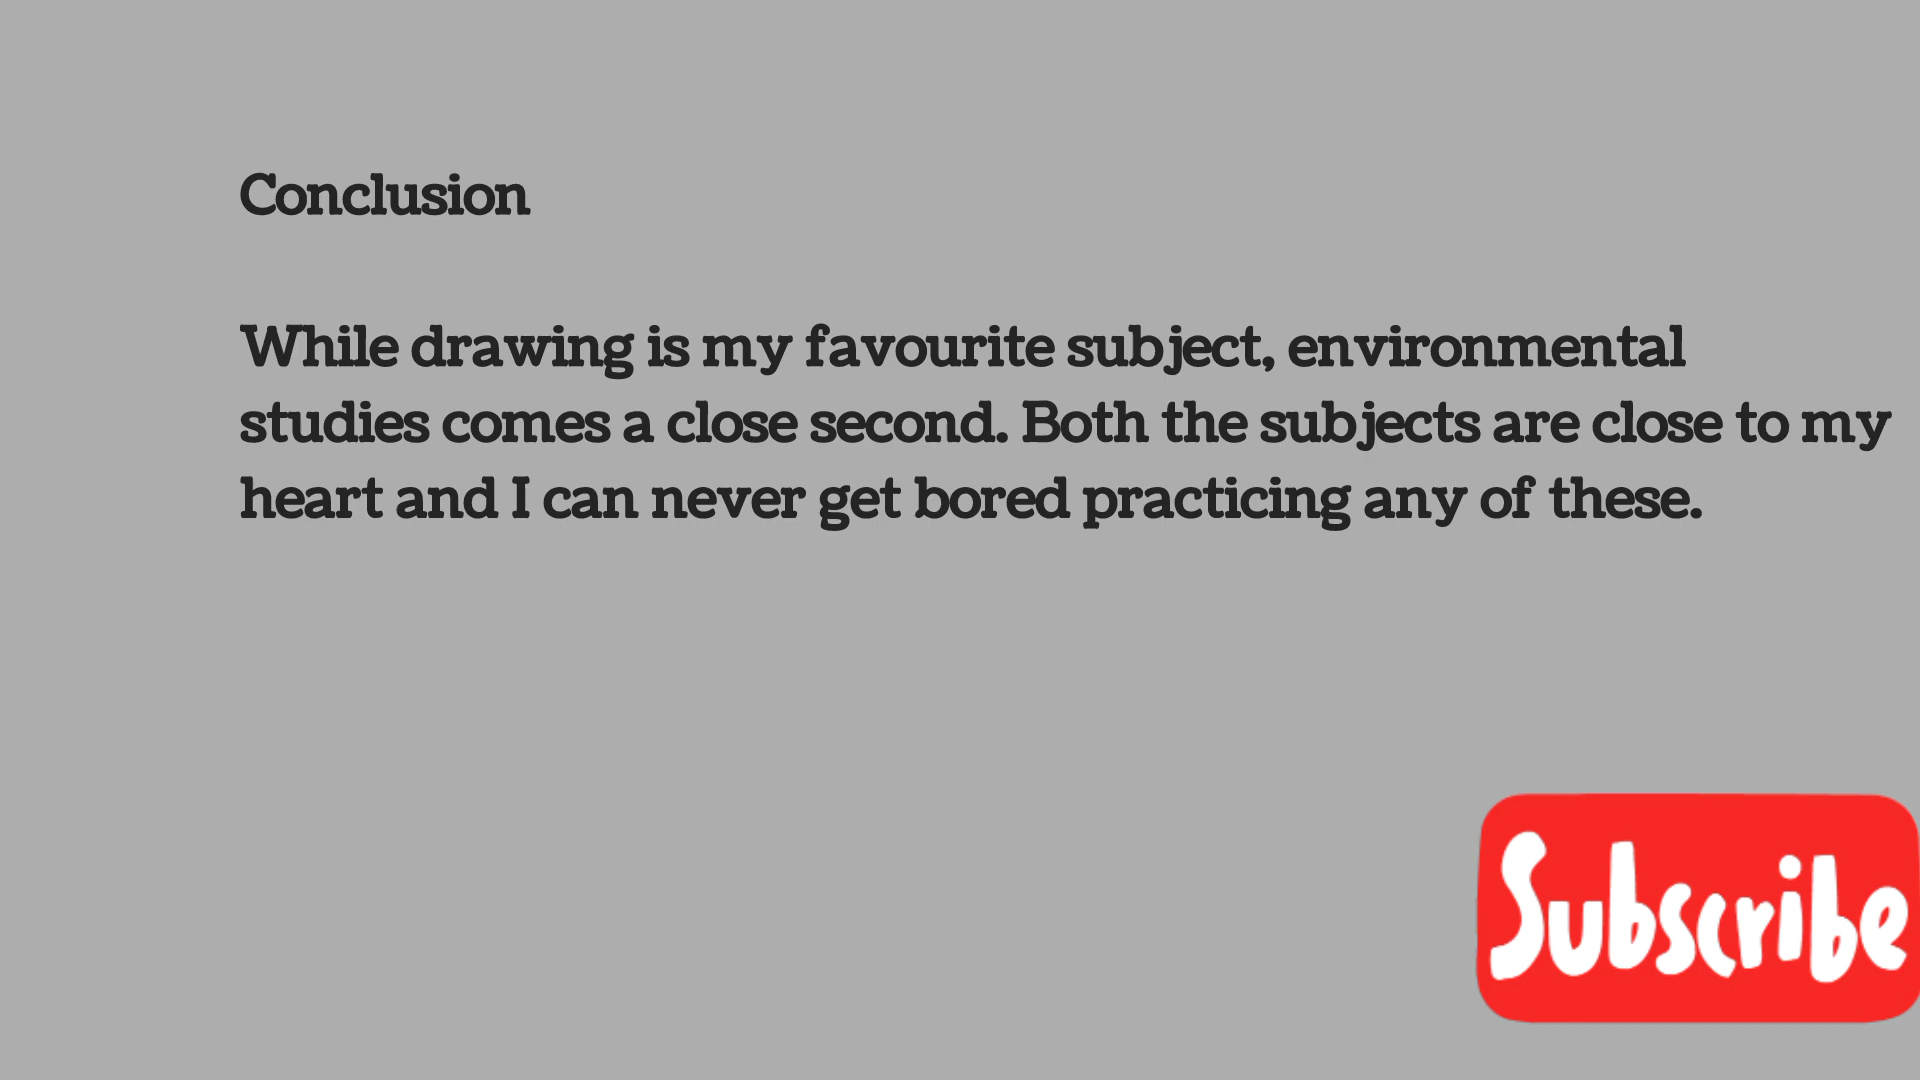 Conclusion
While drawing is my favourite subject, environmental
studies comes a close second. Both the subjects are close to my
heart and I can never get bored practicing any of these.
Subscribe